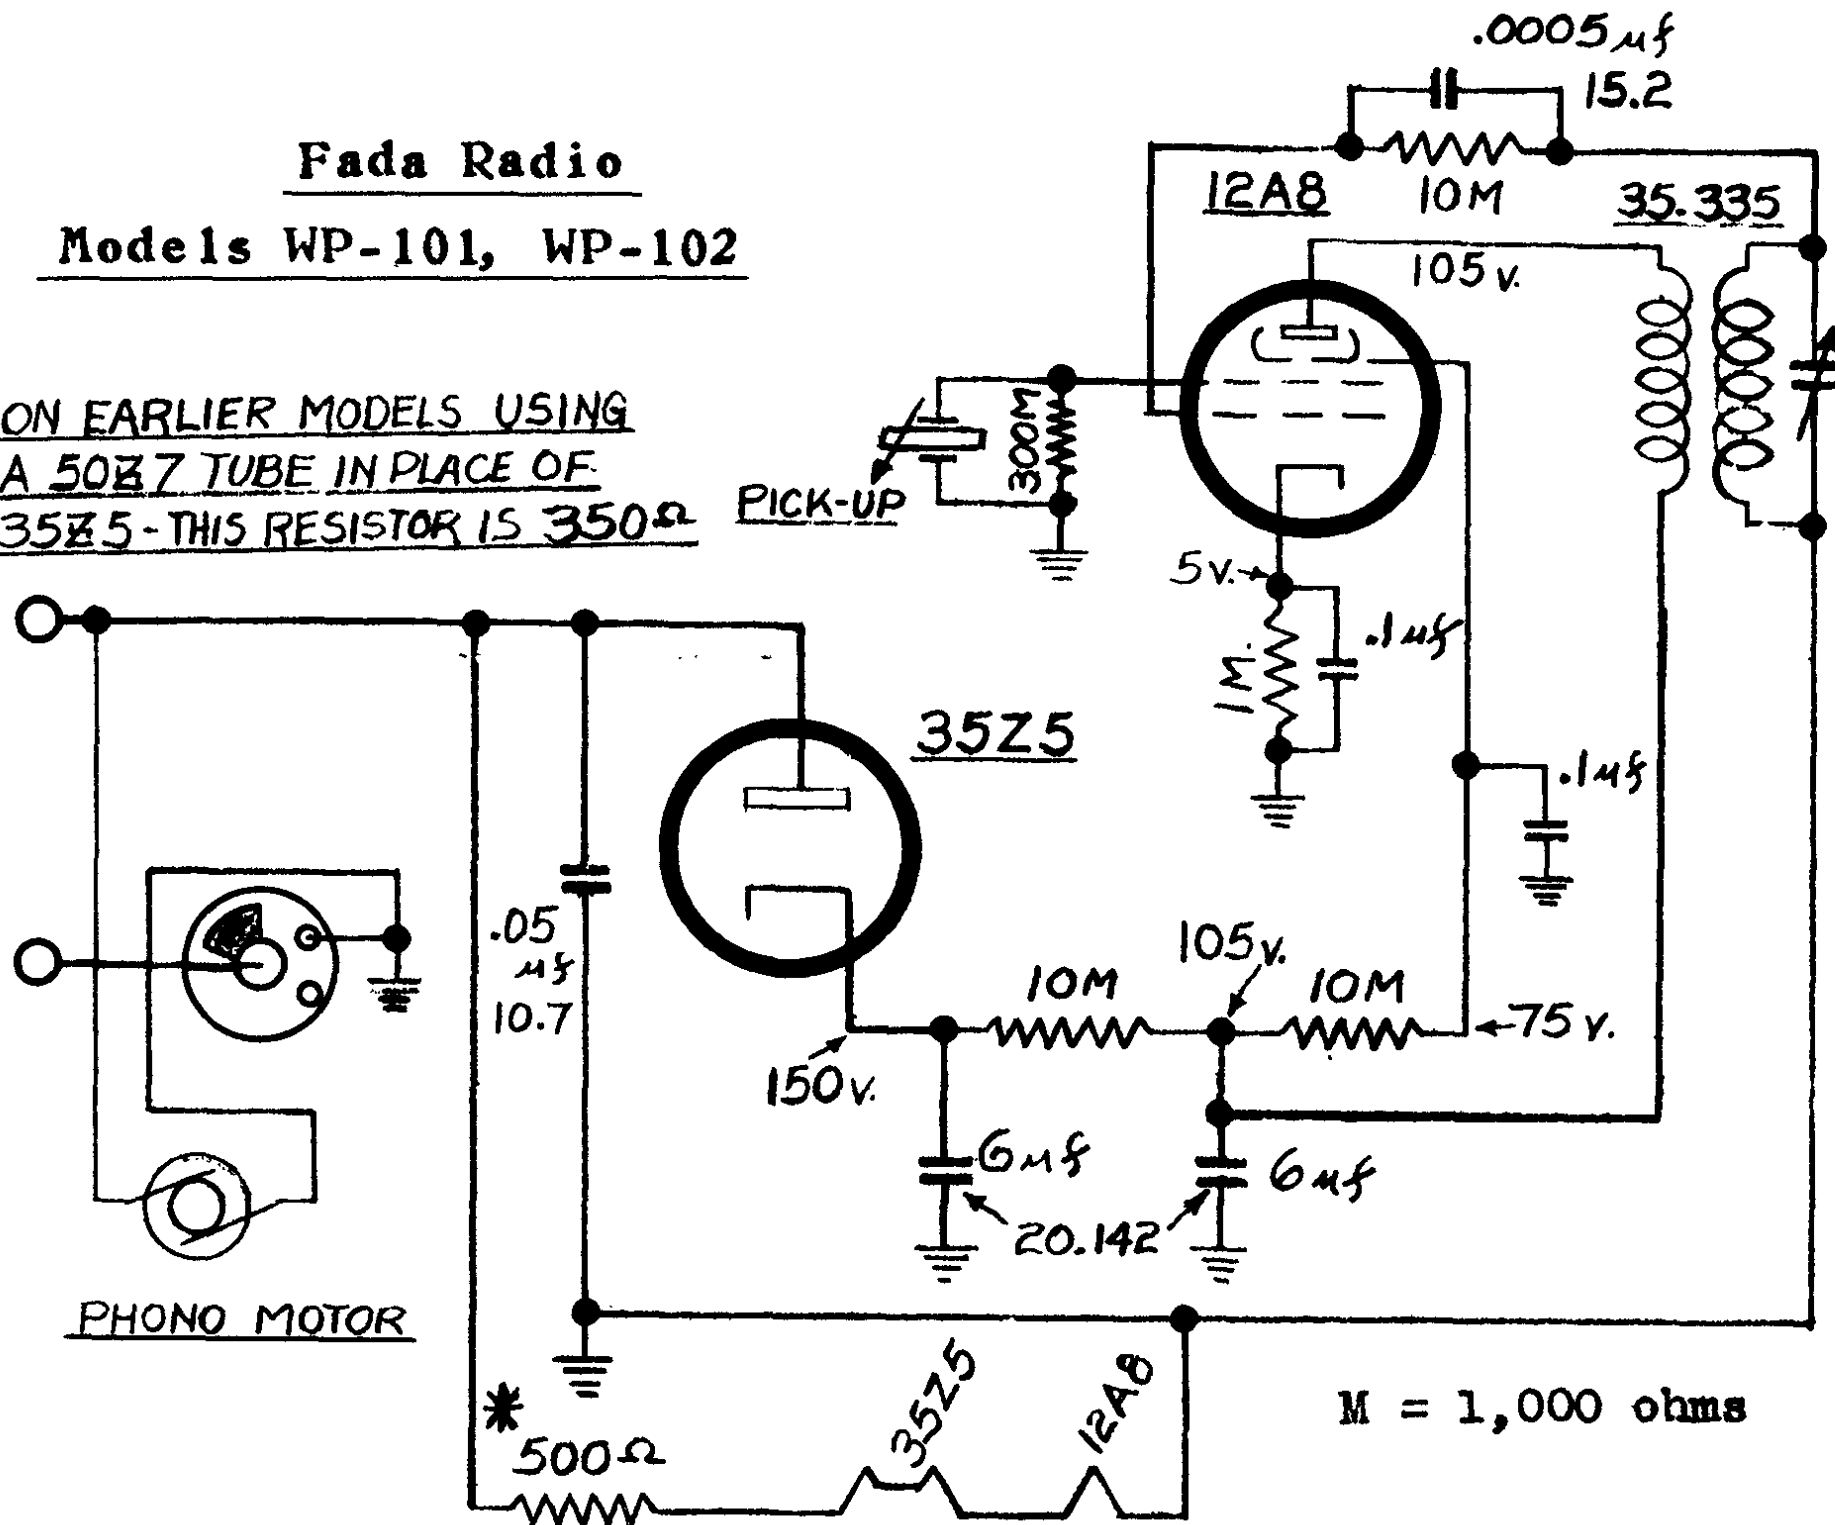 Fada Radio
Models WP-101, WP-102
ON EARLIER MODELS USING
A 50Z7 TUBE IN PLACE OF
35Z5 - THIS RESISTOR IS 350Ω
.0005 μf
15.2
12A8
10M
35.335
105 v.
300M
PICK-UP
5 v.
1M.
.1 μf
.1 μf
35Z5
.05
μf
10.7
10M
105 v.
10M
75 v.
150 v.
6 μf
6 μf
20.142
PHONO MOTOR
*
500Ω
35Z5
12A8
M = 1,000 ohms